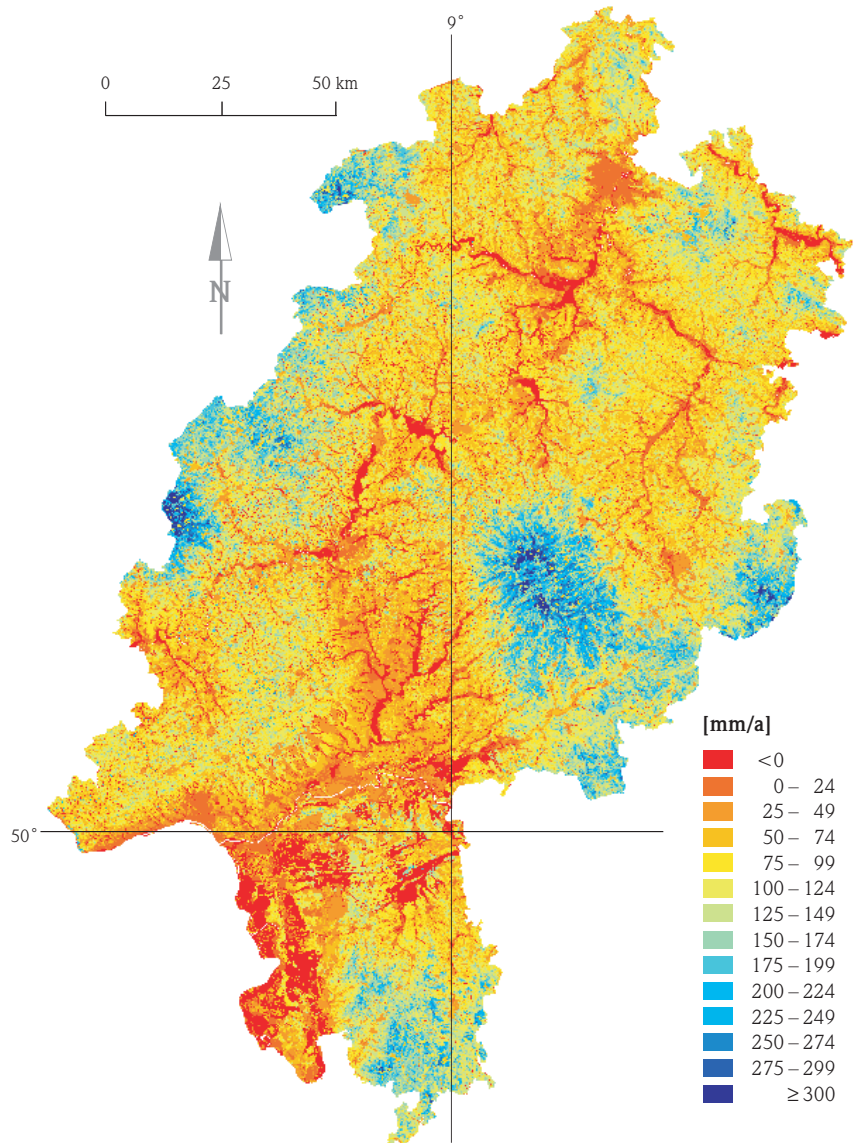 9°
0 25 50 km
N
[mm/a]
<0
0 – 24
25 – 49
50 – 74
75 – 99
100 – 124
125 – 149
150 – 174
175 – 199
200 – 224
225 – 249
250 – 274
275 – 299
≥ 300
50°